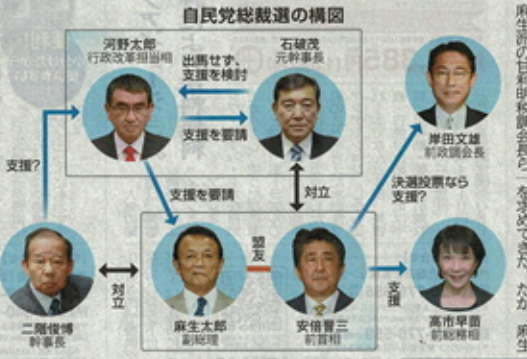 自民党総裁選の構図
河野太郎
行政改革担当相
出馬せず、
支援を検討
支援を要請
石破茂
元幹事長
岸田文雄
前政調会長
支援?
支援を要請
対立
決選投票なら
支援?
二階俊博
幹事長
対立
麻生太郎
副総理
盟友
安倍晋三
前首相
支援
高市早苗
前総務相